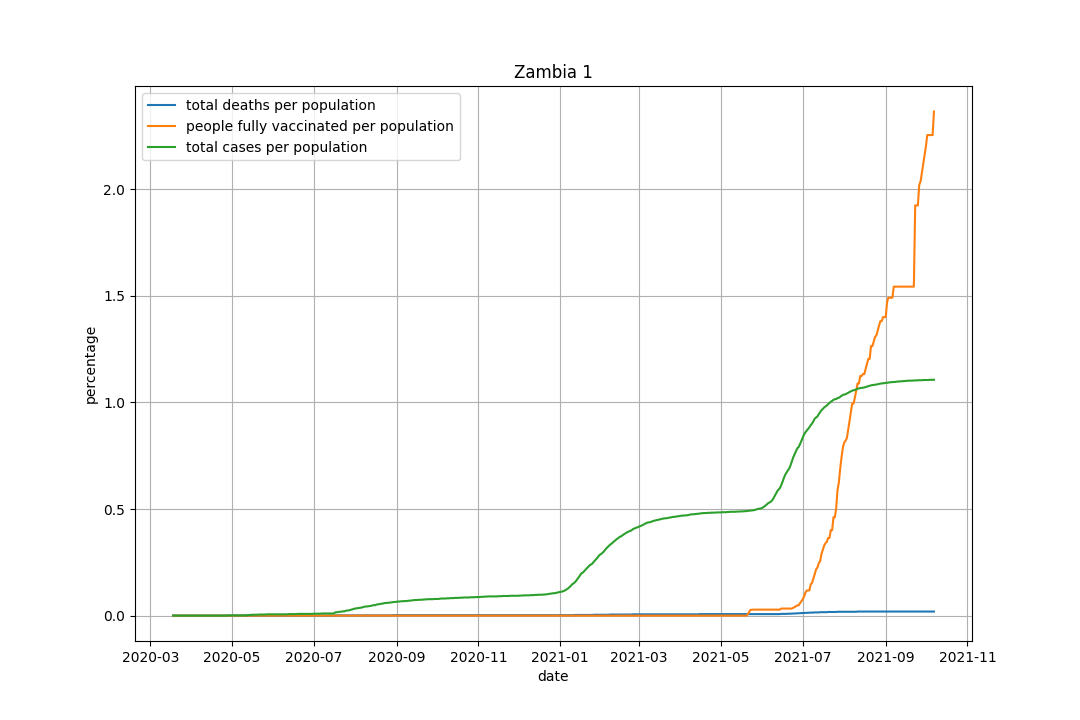 Zambia 1
total deaths per population
people fully vaccinated per population
total cases per population
percentage
2.0
1.5
1.0
0.5
0.0
2020-03 2020-05 2020-07 2020-09 2020-11 2021-01 2021-03 2021-05 2021-07 2021-09 2021-11
date